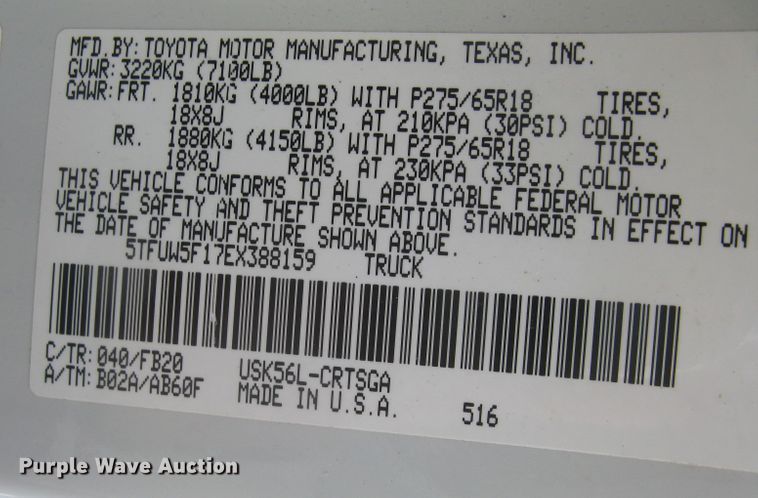 MFD. BY: TOYOTA MOTOR MANUFACTURING, TEXAS, INC.
GVWR: 3220KG (7100LB)
GAWR: FRT. 1810KG (4000LB) WITH P275/65R18 TIRES,
18X8J RIMS, AT 210KPA (30PSI) COLD.
RR. 1880KG (4150LB) WITH P275/65R18 TIRES,
18X8J RIMS, AT 230KPA (33PSI) COLD.
THIS VEHICLE CONFORMS TO ALL APPLICABLE FEDERAL MOTOR
VEHICLE SAFETY AND THEFT PREVENTION STANDARDS IN EFFECT ON
THE DATE OF MANUFACTURE SHOWN ABOVE.
5TFUW5F17EX388159 TRUCK
C/TR: 040/FB20 USK56L-CRTSGA
A/TM: B02A/AB60F MADE IN U.S.A. 516
Purple Wave Auction